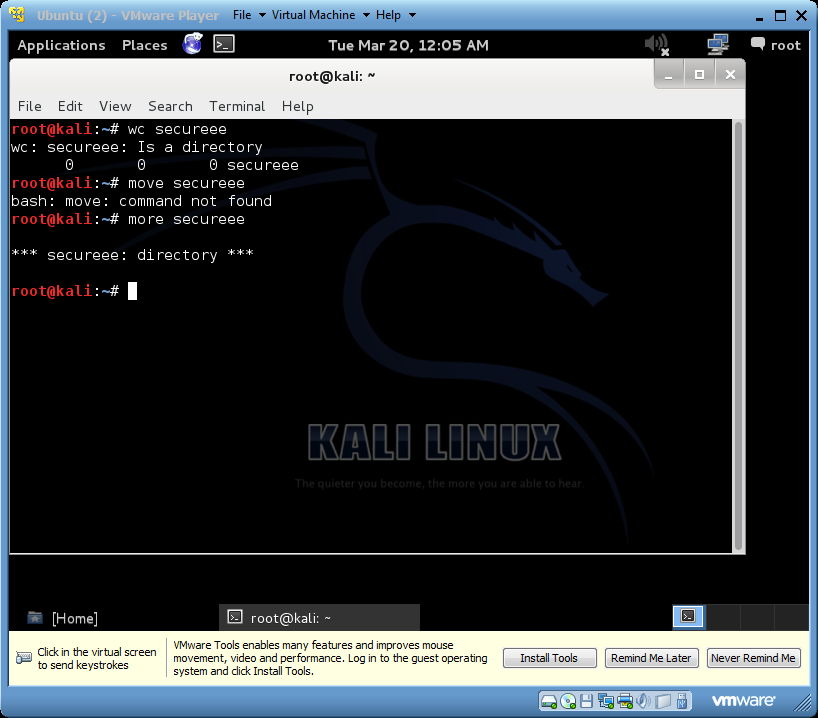 Ubuntu (2) - VMware Player File Virtual Machine Help
Applications Places Tue Mar 20, 12:05 AM root
root@kali: ~
File Edit View Search Terminal Help
root@kali:~# wc secureee
wc: secureee: Is a directory
0 0 0 secureee
root@kali:~# move secureee
bash: move: command not found
root@kali:~# more secureee
*** secureee: directory ***
root@kali:~#
KALI LINUX
The quieter you become, the more you are able to hear.
[Home] root@kali: ~
Click in the virtual screen
to send keystrokes
VMware Tools enables many features and improves mouse
movement, video and performance. Log in to the guest operating
system and click Install Tools.
Install Tools Remind Me Later Never Remind Me
vmware